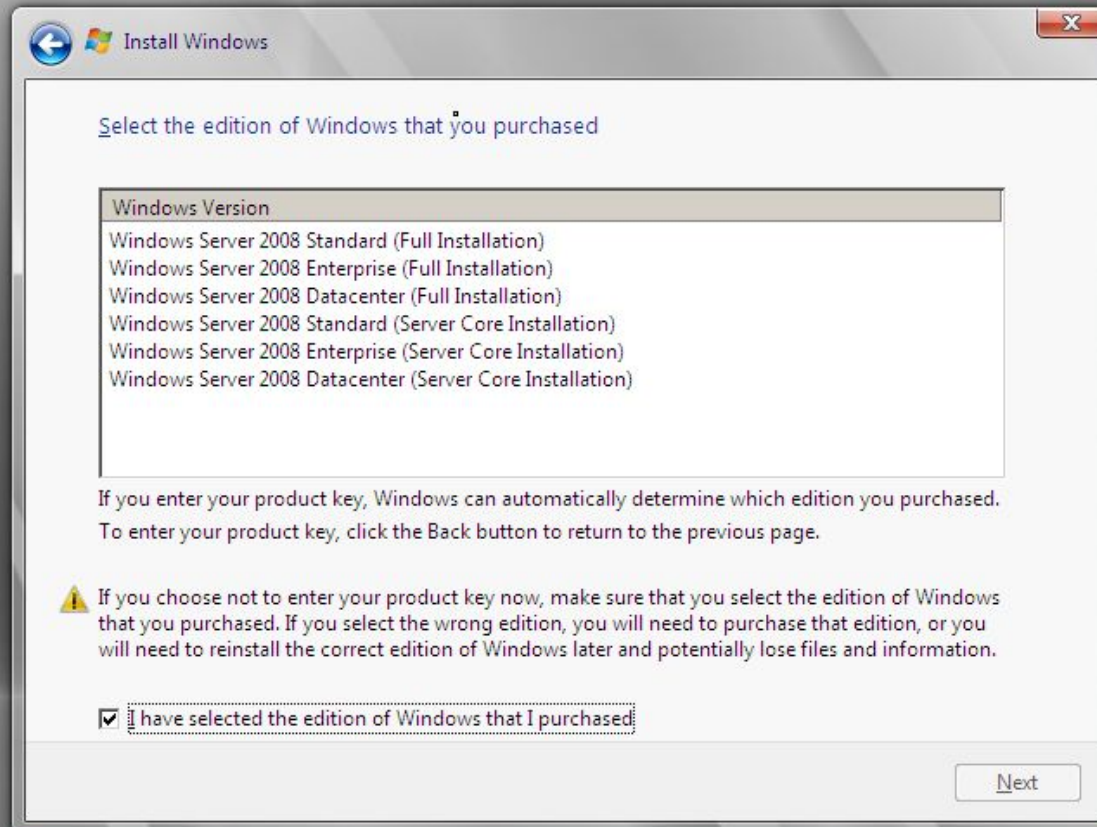 Install Windows
Select the edition of Windows that you purchased
Windows Version
Windows Server 2008 Standard (Full Installation)
Windows Server 2008 Enterprise (Full Installation)
Windows Server 2008 Datacenter (Full Installation)
Windows Server 2008 Standard (Server Core Installation)
Windows Server 2008 Enterprise (Server Core Installation)
Windows Server 2008 Datacenter (Server Core Installation)
If you enter your product key, Windows can automatically determine which edition you purchased.
To enter your product key, click the Back button to return to the previous page.
If you choose not to enter your product key now, make sure that you select the edition of Windows
that you purchased. If you select the wrong edition, you will need to purchase that edition, or you
will need to reinstall the correct edition of Windows later and potentially lose files and information.
I have selected the edition of Windows that I purchased
Next